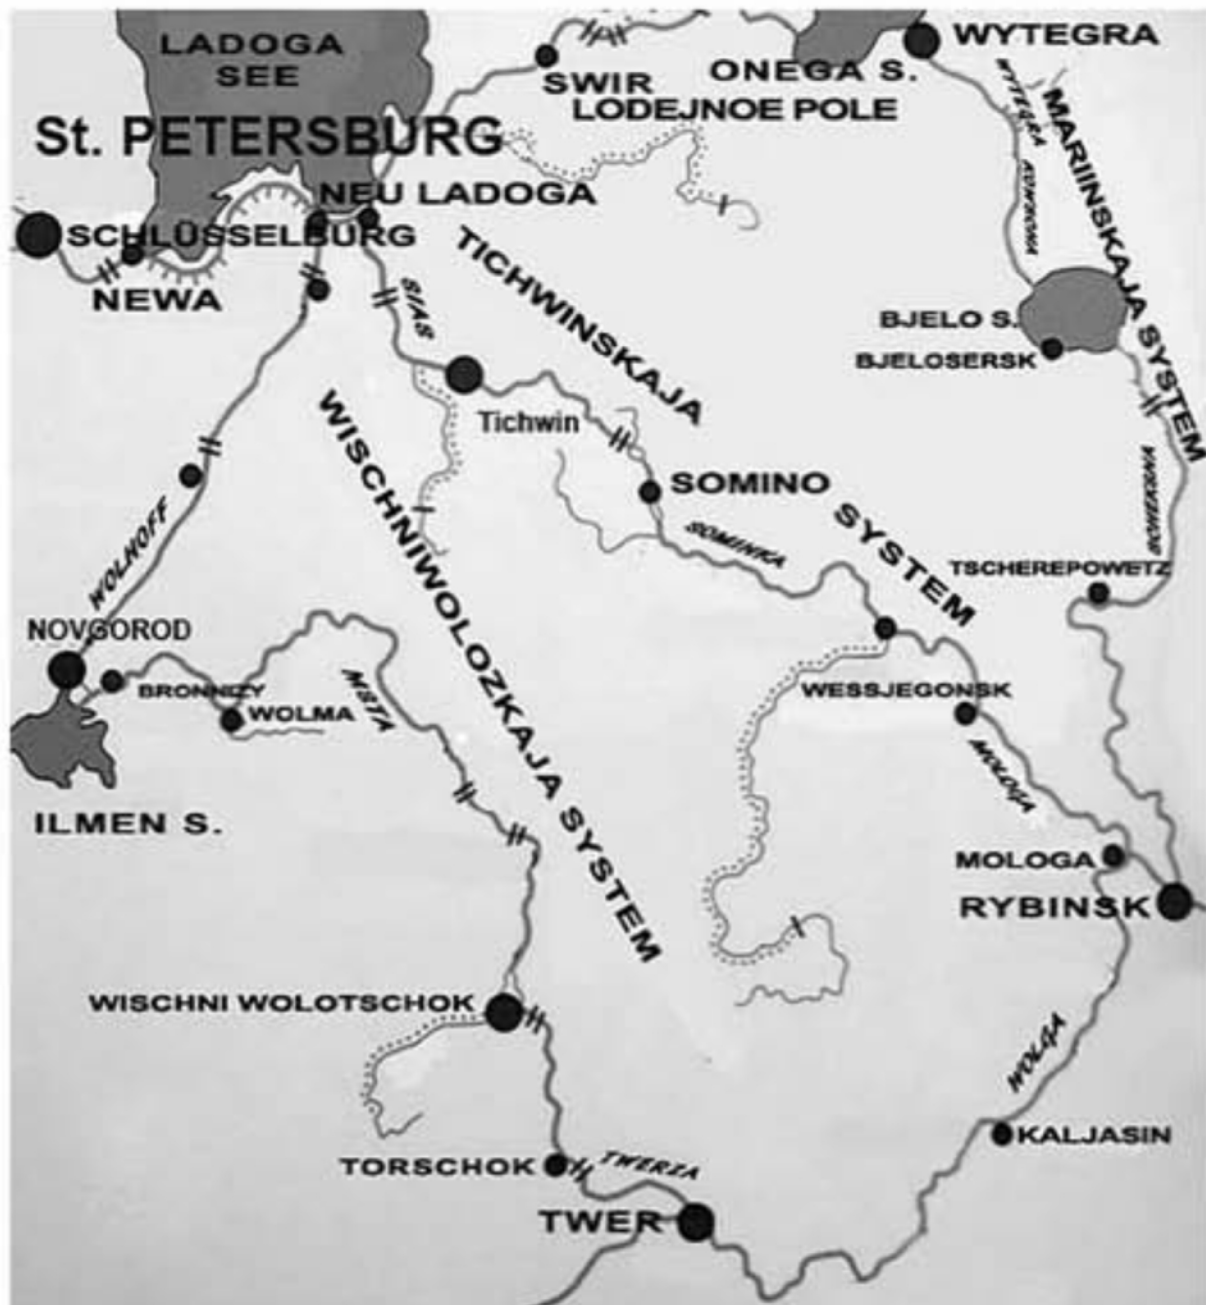 LADOGA
SEE
WYTEGRA
SWIR
ONEGA S.
LODEJNOE POLE
St. PETERSBURG
WYTEGRA
MARIINSKAJA SYSTEM
NEU LADOGA
SCHLÜSSELBURG
NEWA
SIAS
TICHWINSKAJA
SYSTEM
BJELO S.
BJELOSERSK
Tichwin
WISCHNIWOLOZKAJA SYSTEM
SOMINO
SOMINKA
WOLHOFF
TSCHEREPOWETZ
NOVGOROD
BRONNIZY
WOLMA
MSTA
WESSJEGONSK
MOLOGA
ILMEN S.
MOLOGA
RYBINSK
WISCHNI WOLOTSCHOK
WOLGA
KALJASIN
TORSCHOK
TWERZA
TWER